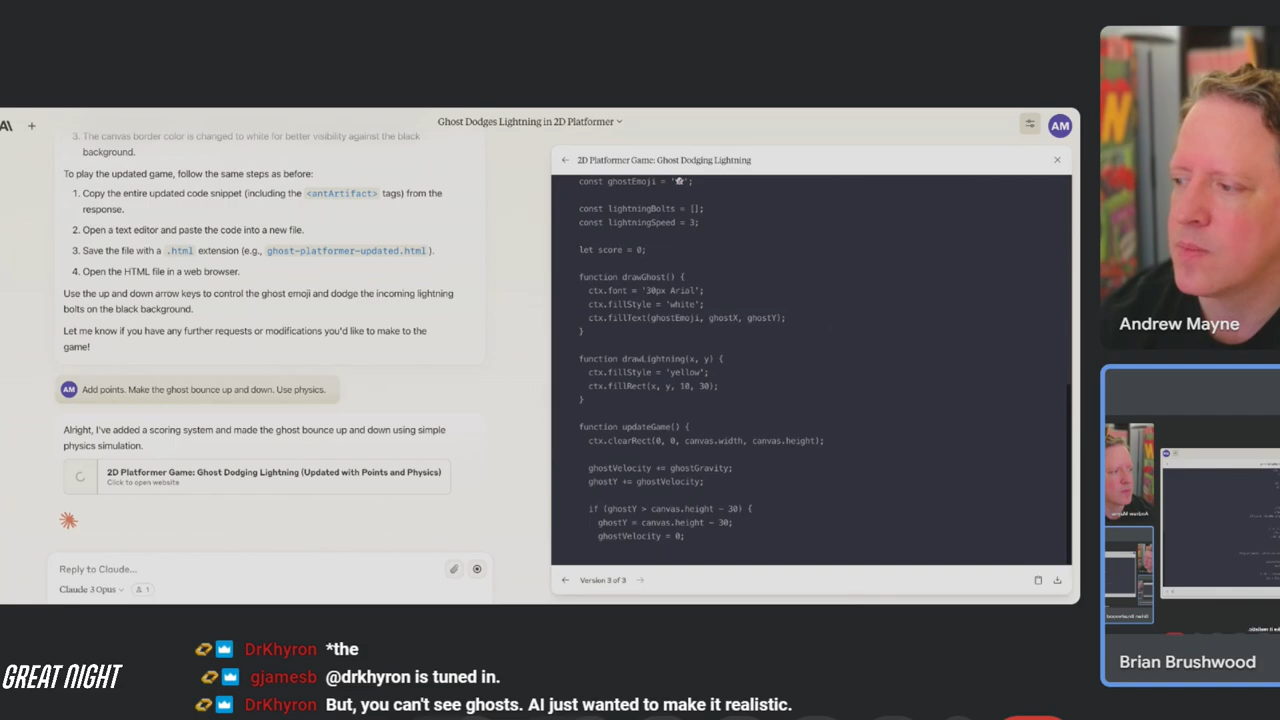 Ghost Dodges Lightning in 2D Platformer
AM
3. The canvas border color is changed to white for better visibility against the black
background.
To play the updated game, follow the same steps as before:
1. Copy the entire updated code snippet (including the <antArtifact> tags) from the
response.
2. Open a text editor and paste the code into a new file.
3. Save the file with a .html extension (e.g., ghost-platformer-updated.html).
4. Open the HTML file in a web browser.
Use the up and down arrow keys to control the ghost emoji and dodge the incoming lightning
bolts on the black background.
Let me know if you have any further requests or modifications you'd like to make to the
game!
AM Add points. Make the ghost bounce up and down. Use physics.
Alright, I've added a scoring system and made the ghost bounce up and down using simple
physics simulation.
2D Platformer Game: Ghost Dodging Lightning (Updated with Points and Physics)
Click to open website
Reply to Claude...
Claude 3 Opus
1
2D Platformer Game: Ghost Dodging Lightning
const ghostEmoji = '👻';
const lightningBolts = [];
const lightningSpeed = 3;
let score = 0;
function drawGhost() {
ctx.font = '30px Arial';
ctx.fillStyle = 'white';
ctx.fillText(ghostEmoji, ghostX, ghostY);
}
function drawLightning(x, y) {
ctx.fillStyle = 'yellow';
ctx.fillRect(x, y, 10, 30);
}
function updateGame() {
ctx.clearRect(0, 0, canvas.width, canvas.height);
ghostVelocity += ghostGravity;
ghostY += ghostVelocity;
if (ghostY > canvas.height - 30) {
ghostY = canvas.height - 30;
ghostVelocity = 0;
Version 3 of 3
Andrew Mayne
Brian Brushwood
GREAT NIGHT
DrKhyron *the
gjamesb @drkhyron is tuned in.
DrKhyron But, you can't see ghosts. AI just wanted to make it realistic.